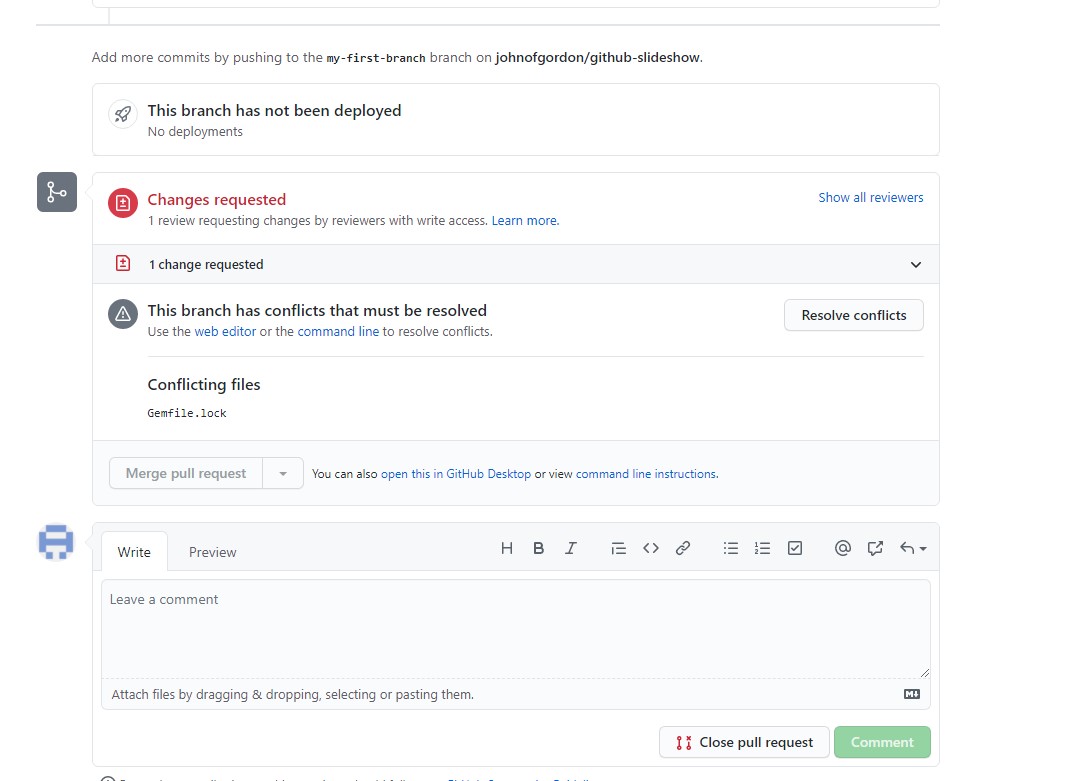 Add more commits by pushing to the my-first-branch branch on johnofgordon/github-slideshow.
This branch has not been deployed
No deployments
Changes requested
Show all reviewers
1 review requesting changes by reviewers with write access. Learn more.
1 change requested
This branch has conflicts that must be resolved
Use the web editor or the command line to resolve conflicts.
Resolve conflicts
Conflicting files
Gemfile.lock
Merge pull request
You can also open this in GitHub Desktop or view command line instructions.
Write
Preview
Leave a comment
Attach files by dragging & dropping, selecting or pasting them.
Close pull request
Comment